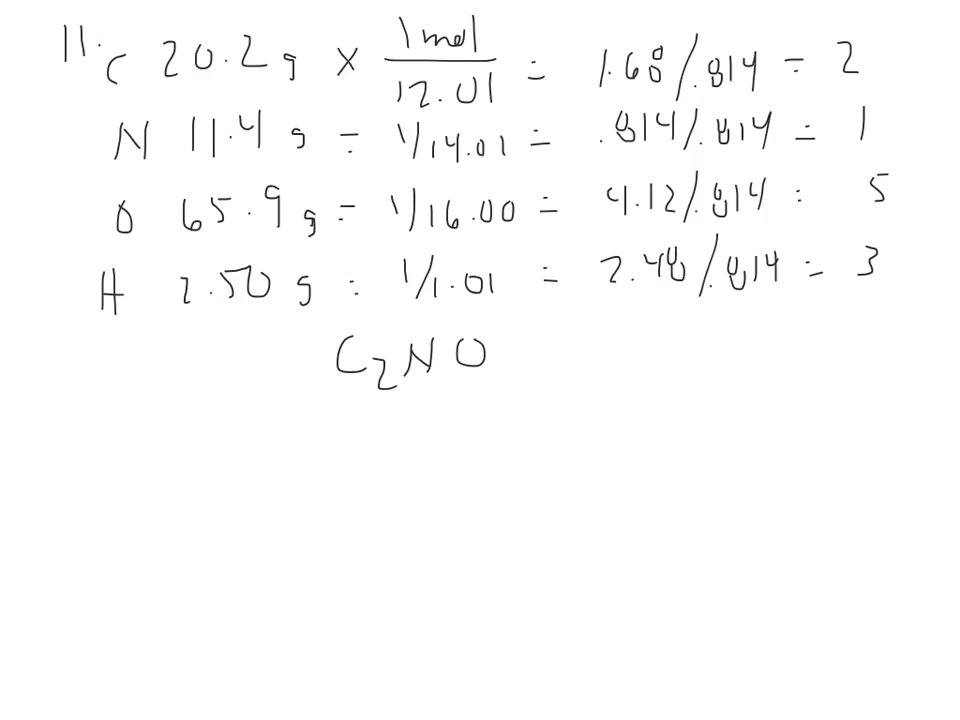 11. C 20.2 g × 1 mol / 12.01 = 1.68/.814 = 2
N 11.4 g = 1/14.01 = .814/.814 = 1
O 65.9 g = 1/16.00 = 4.12/.814 = 5
H 2.50 g = 1/1.01 = 2.48/.814 = 3
C₂NO